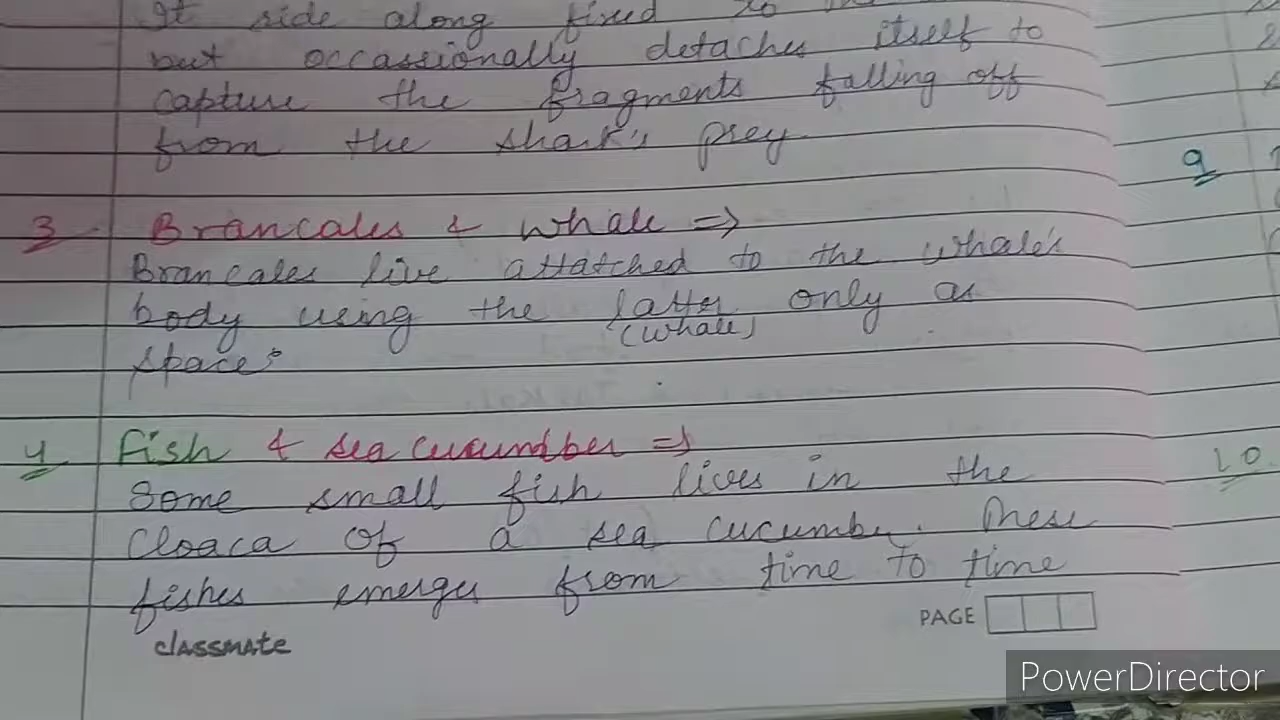 It side along fixed to
but occassionally detaches itself to
capture the fragments falling off
from the shark's prey
3. Brancales & whale =>
Brancales live attatched to the whale's
body using the latter only as
(whale)
space.
4 Fish & sea cucumber =>
Some small fish lives in the
cloaca of a sea cucumber. These
fishes emerges from time to time
classmate
PAGE
9
10
PowerDirector